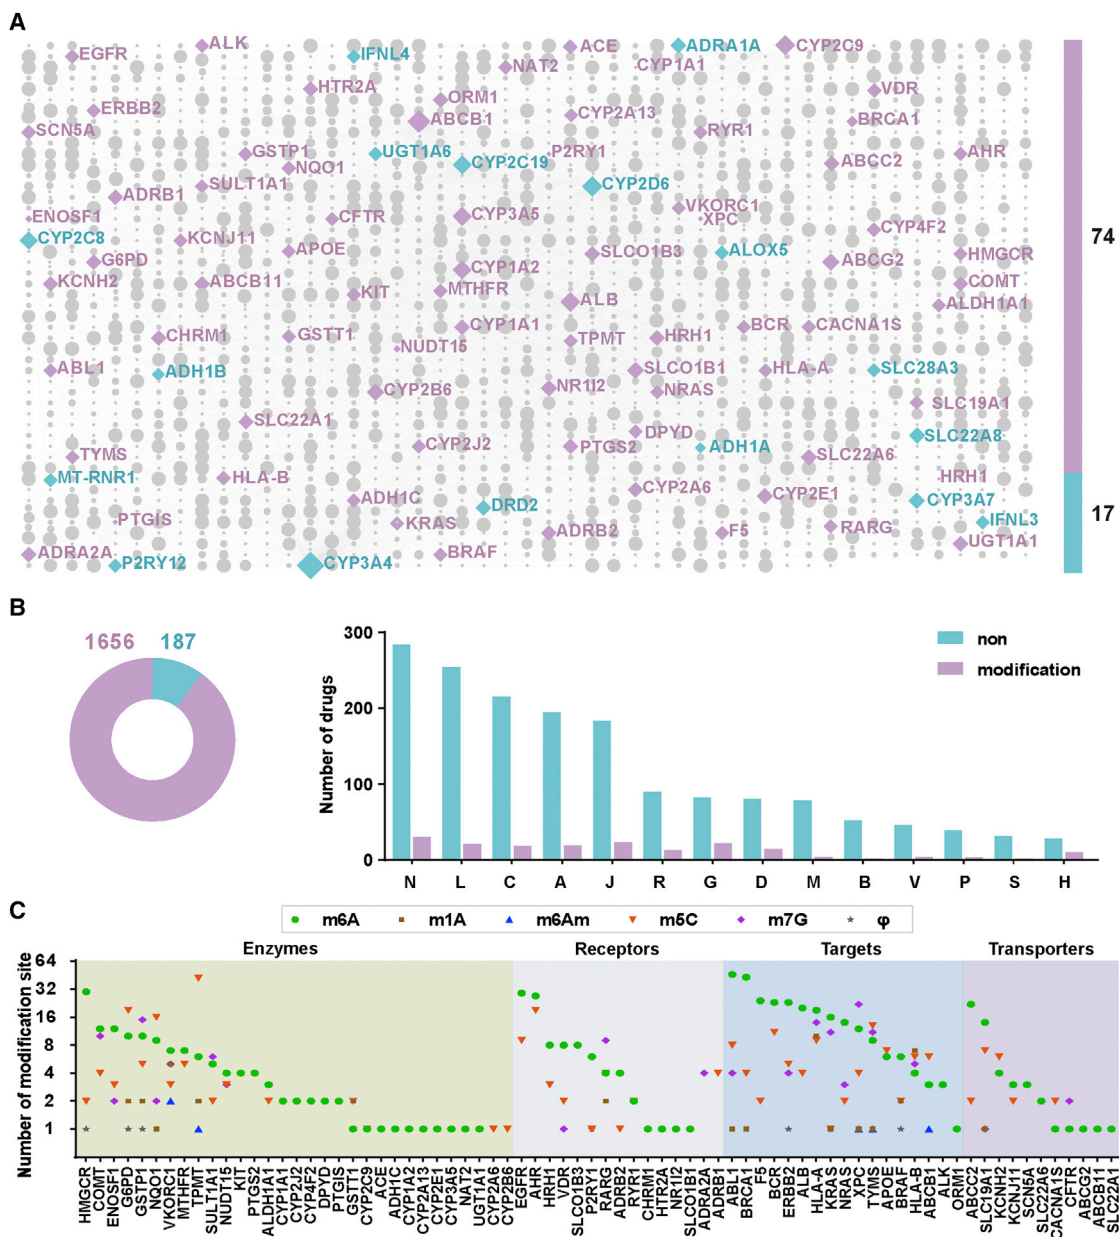 A
ALK
ACE
ADRA1A
CYP2C9
EGFR
IFNL4
NAT2
CYP1A1
HTR2A
VDR
ORM1
ERBB2
ABCB1
CYP2A13
BRCA1
SCN5A
RYR1
GSTP1
UGT1A6
CYP2C19
P2RY1
ABCC2
AHR
NQO1
SULT1A1
CYP2D6
ADRB1
VKORC1
ENOSF1
CFTR
CYP3A5
XPC
CYP4F2
74
CYP2C8
KCNJ11
APOE
SLCO1B3
ALOX5
HMGCR
G6PD
CYP1A2
ABCG2
KCNH2
ABCB11
KIT
MTHFR
COMT
ALB
ALDH1A1
CHRM1
GSTT1
CYP1A1
TPMT
HRH1
BCR
CACNA1S
NUDT15
ABL1
ADH1B
SLCO1B1
HLA-A
SLC28A3
CYP2B6
NR1I2
NRAS
SLC19A1
SLC22A1
DPYD
SLC22A8
CYP2J2
PTGS2
ADH1A
TYMS
SLC22A6
MT-RNR1
HLA-B
HRH1
CYP2A6
CYP2E1
ADH1C
DRD2
CYP3A7
17
PTGIS
KRAS
ADRB2
F5
RARG
IFNL3
UGT1A1
ADRA2A
P2RY12
CYP3A4
BRAF
B
1656 187
300
200
100
0
Number of drugs
non
modification
N L C A J R G D M B V P S H
C
m6A m1A m6Am m5C m7G φ
Enzymes Receptors Targets Transporters
Number of modification site
64
32
16
8
4
2
1
HMGCR COMT ENOSF1 G6PD GSTP1 NQO1 VKORC1 MTHFR TPMT SULT1A1 NUDT15 KIT PTGS2 ALDH1A1 CYP1A1 CYP2J2 CYP4F2 DPYD PTGIS GSTT1 CYP2C9 ACE ADH1C CYP1A2 CYP2A13 CYP2E1 CYP3A5 NAT2 UGT1A1 CYP2A6 CYP2B6 EGFR AHR HRH1 SLCO1B3 VDR P2RY1 RARG ADRB2 RYR1 CHRM1 HTR2A NR1I2 SLCO1B1 ADRA2A ADRB1 ABL1 BRCA1 F5 BCR ERBB2 ALB HLA-A KRAS NRAS XPC TYMS APOE BRAF HLA-B ABCB1 ALK ORM1 ABCC2 SLC19A1 KCNH2 KCNJ11 SCN5A SLC22A6 CACNA1S CFTR ABCG2 ABCB11 SLC22A1